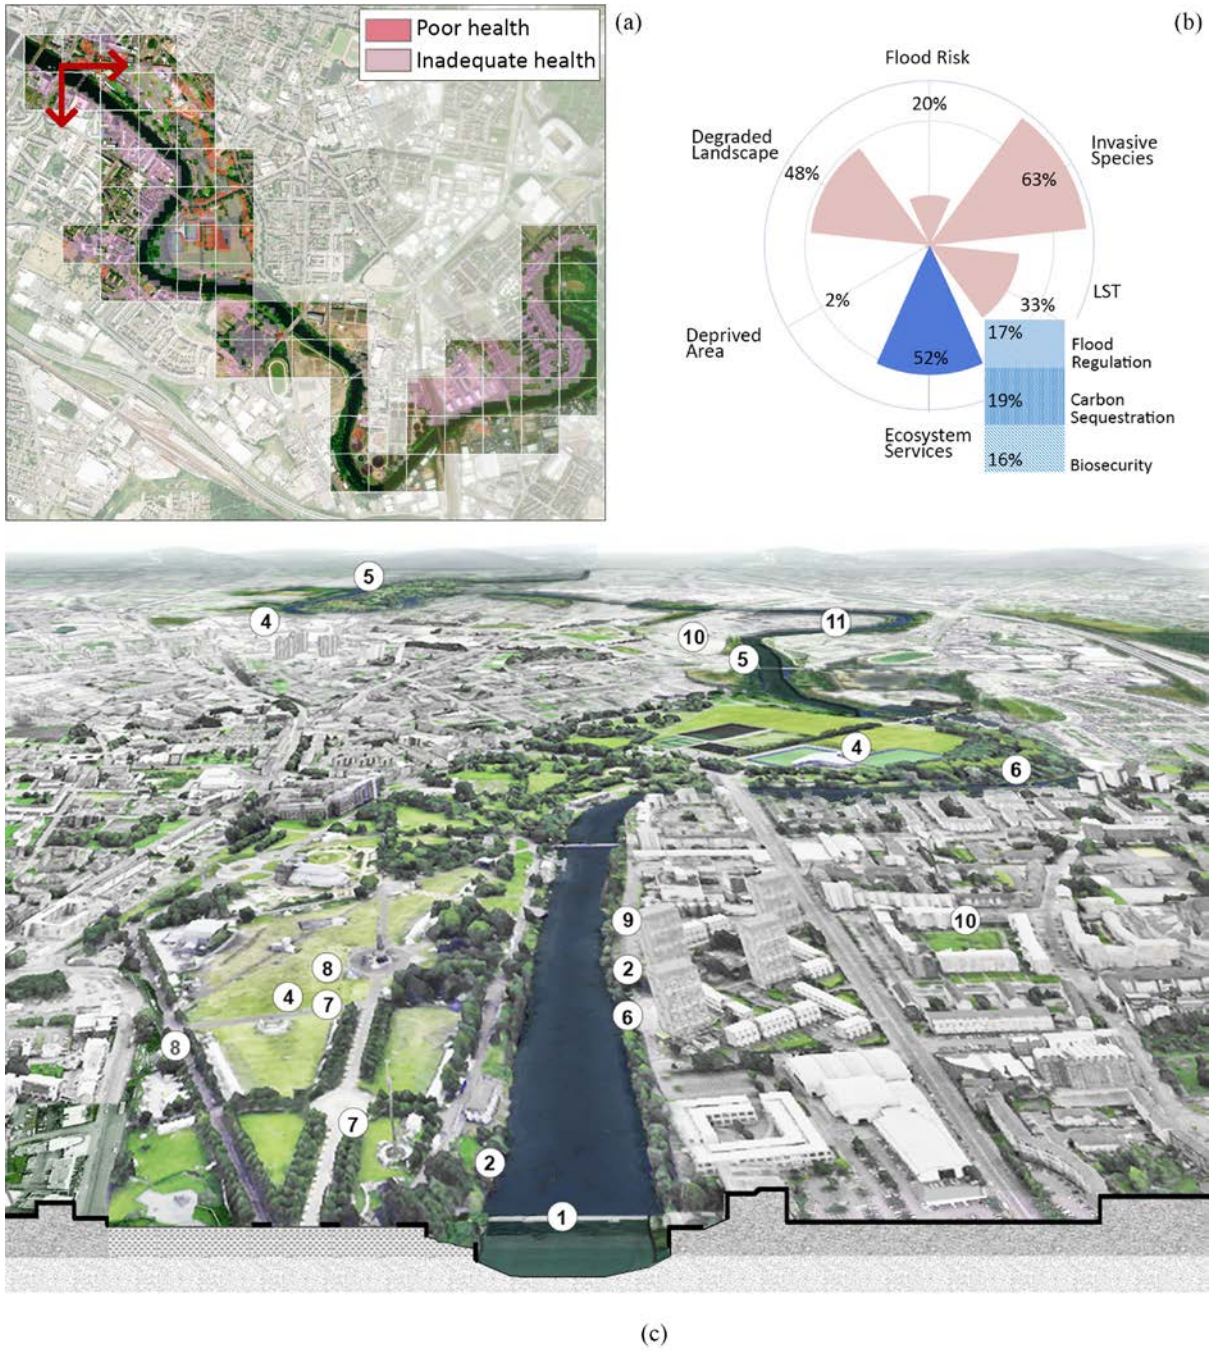 Poor health
Inadequate health
(a)
(b)
Flood Risk
20%
Degraded
Landscape
48%
Invasive
Species
63%
LST
33%
2%
Deprived
Area
52%
Ecosystem
Services
17%
Flood
Regulation
19%
Carbon
Sequestration
16%
Biosecurity
5
4
10
11
5
4
6
9
10
8
2
4
7
6
8
7
2
1
(c)